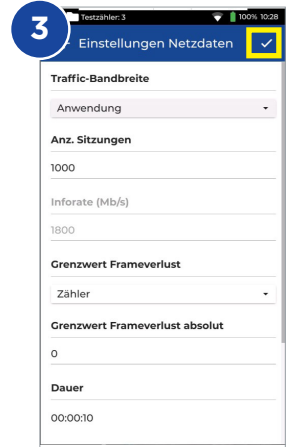 3
Testzähler: 3
100% 10:28
Einstellungen Netzdaten
Traffic-Bandbreite
Anwendung
Anz. Sitzungen
1000
Inforate (Mb/s)
1800
Grenzwert Frameverlust
Zähler
Grenzwert Frameverlust absolut
0
Dauer
00:00:10